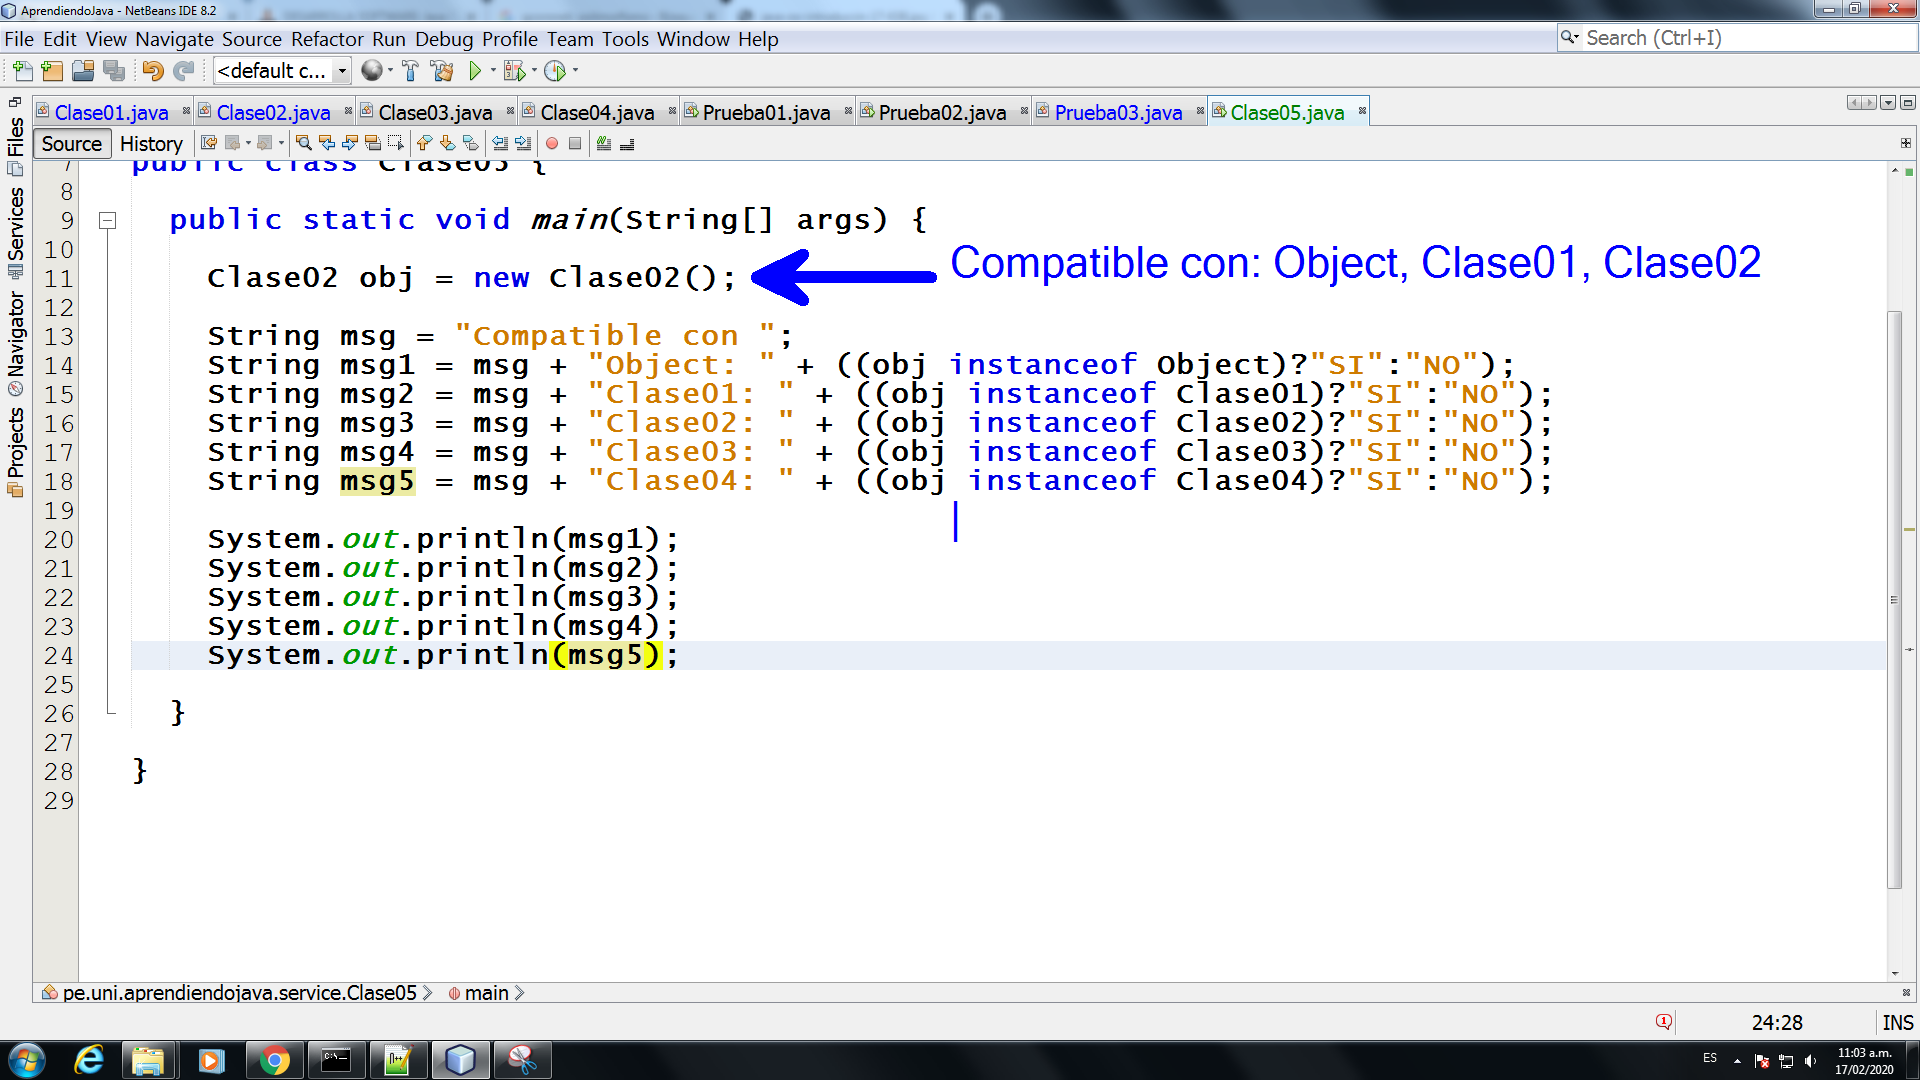 AprendiendoJava - NetBeans IDE 8.2
File Edit View Navigate Source Refactor Run Debug Profile Team Tools Window Help
Search (Ctrl+I)
<default c...
Clase01.java Clase02.java Clase03.java Clase04.java Prueba01.java Prueba02.java Prueba03.java Clase05.java
Source History
Files
Services
Navigator
Projects
7 public class Clase05 {
8
9 public static void main(String[] args) {
10
11 Clase02 obj = new Clase02();
Compatible con: Object, Clase01, Clase02
12
13 String msg = "Compatible con ";
14 String msg1 = msg + "Object: " + ((obj instanceof Object)?"SI":"NO");
15 String msg2 = msg + "Clase01: " + ((obj instanceof Clase01)?"SI":"NO");
16 String msg3 = msg + "Clase02: " + ((obj instanceof Clase02)?"SI":"NO");
17 String msg4 = msg + "Clase03: " + ((obj instanceof Clase03)?"SI":"NO");
18 String msg5 = msg + "Clase04: " + ((obj instanceof Clase04)?"SI":"NO");
19
20 System.out.println(msg1);
21 System.out.println(msg2);
22 System.out.println(msg3);
23 System.out.println(msg4);
24 System.out.println(msg5);
25
26 }
27
28 }
29
pe.uni.aprendiendojava.service.Clase05 main
24:28 INS
ES
11:03 a.m.
17/02/2020